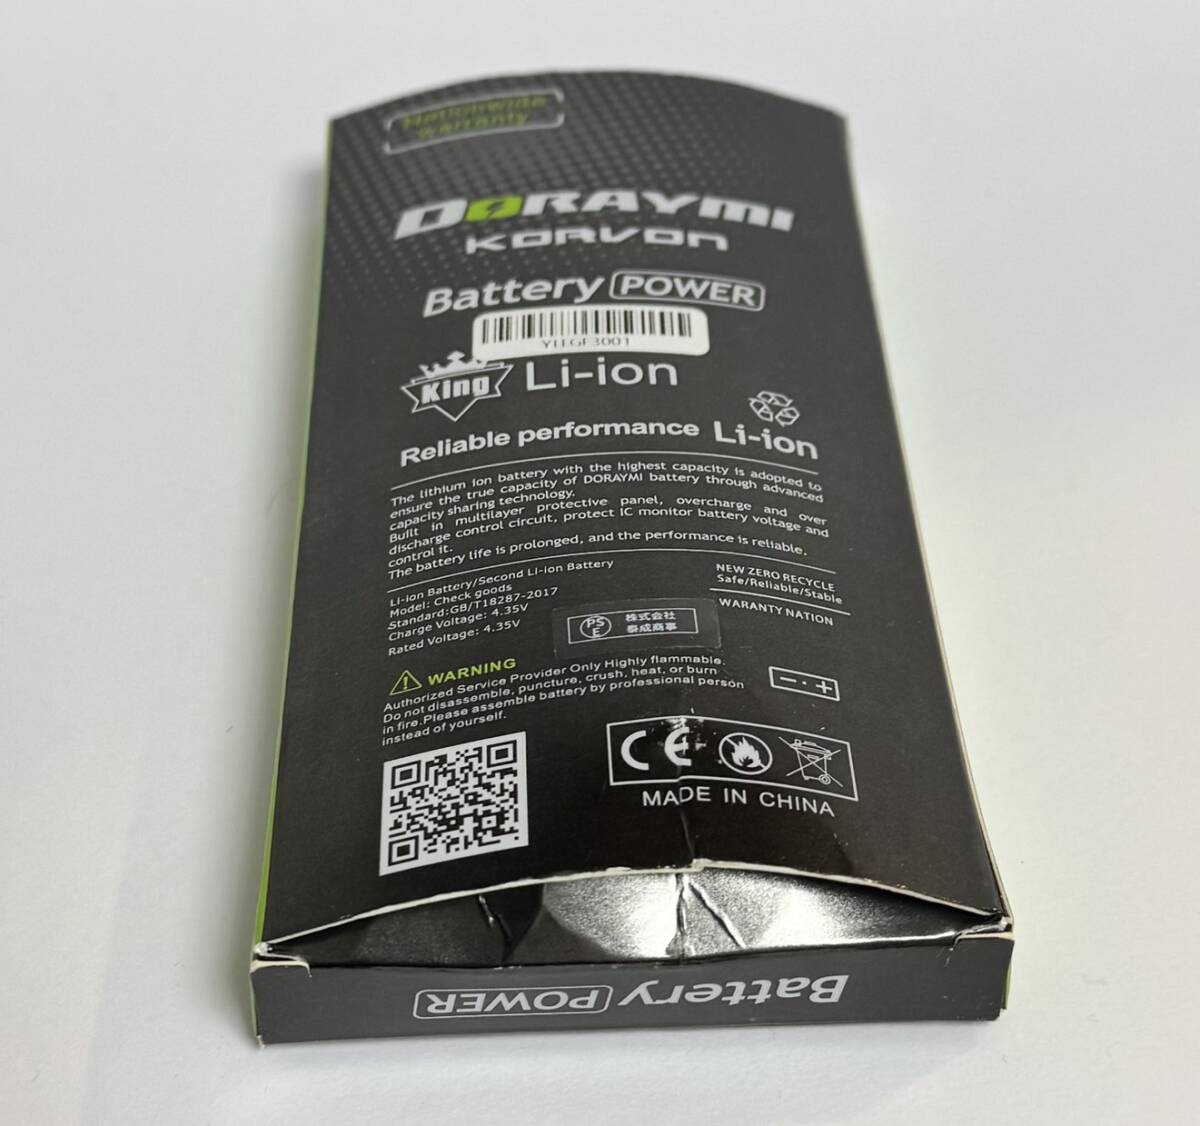 Nationwide
warranty
DORAYMI
KORVON
Battery POWER
King Li-ion
Reliable performance Li-ion
The lithium ion battery with the highest capacity is adopted to
ensure the true capacity of DORAYMI battery through advanced
capacity sharing technology.
Built in multilayer protective panel, overcharge and over
discharge control circuit, protect IC monitor battery voltage and
control it.
The battery life is prolonged, and the performance is reliable.
Li-ion Battery/Second Li-ion Battery
Model: Check goods
Standard:GB/T18287-2017
Charge Voltage: 4.35V
Rated Voltage: 4.35V
NEW ZERO RECYCLE
Safe/Reliable/Stable
WARANTY NATION
PS
E
株式会社
泰成商事
WARNING
Authorized Service Provider Only Highly flammable.
Do not disassemble, puncture, crush, heat, or burn
in fire.Please assemble battery by professional person
instead of yourself.
CE
MADE IN CHINA
Battery POWER